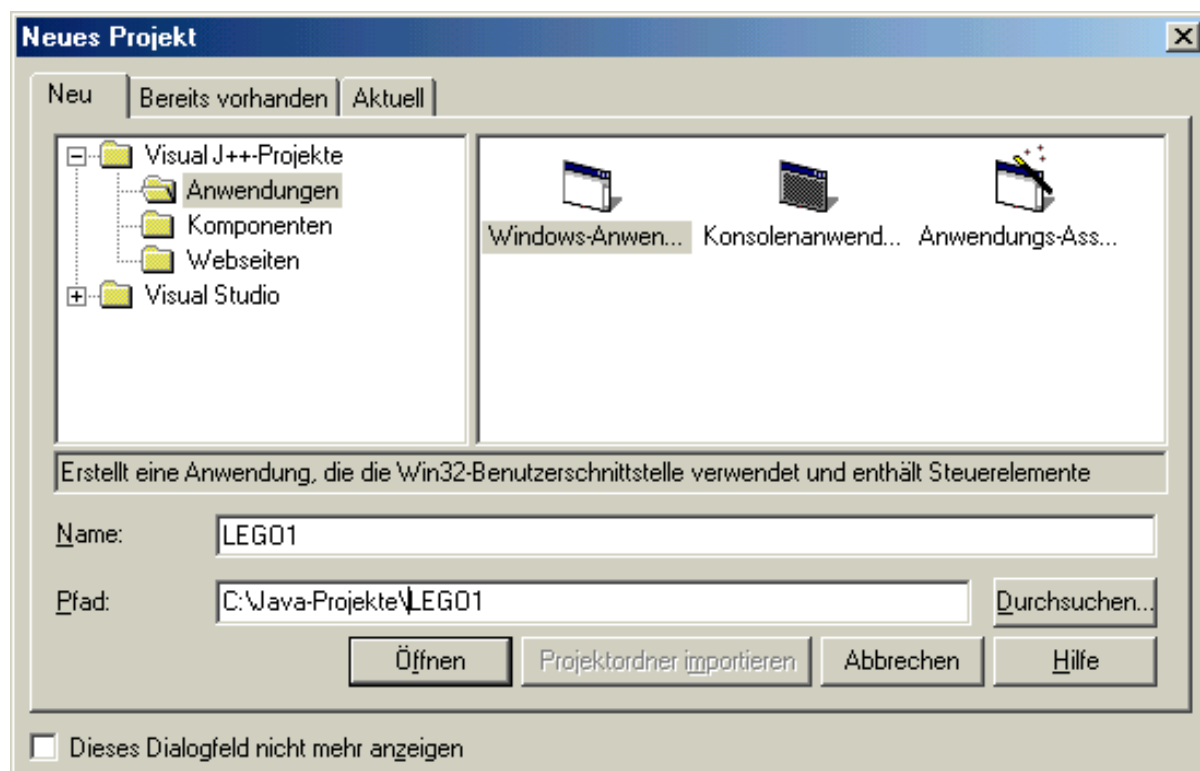 Neues Projekt
Neu Bereits vorhanden Aktuell
Visual J++-Projekte
Anwendungen
Komponenten
Webseiten
Visual Studio
Windows-Anwen... Konsolenanwend... Anwendungs-Ass...
Erstellt eine Anwendung, die die Win32-Benutzerschnittstelle verwendet und enthält Steuerelemente
Name: LEGO1
Pfad: C:\Java-Projekte\LEGO1 Durchsuchen...
Öffnen Projektordner importieren Abbrechen Hilfe
Dieses Dialogfeld nicht mehr anzeigen